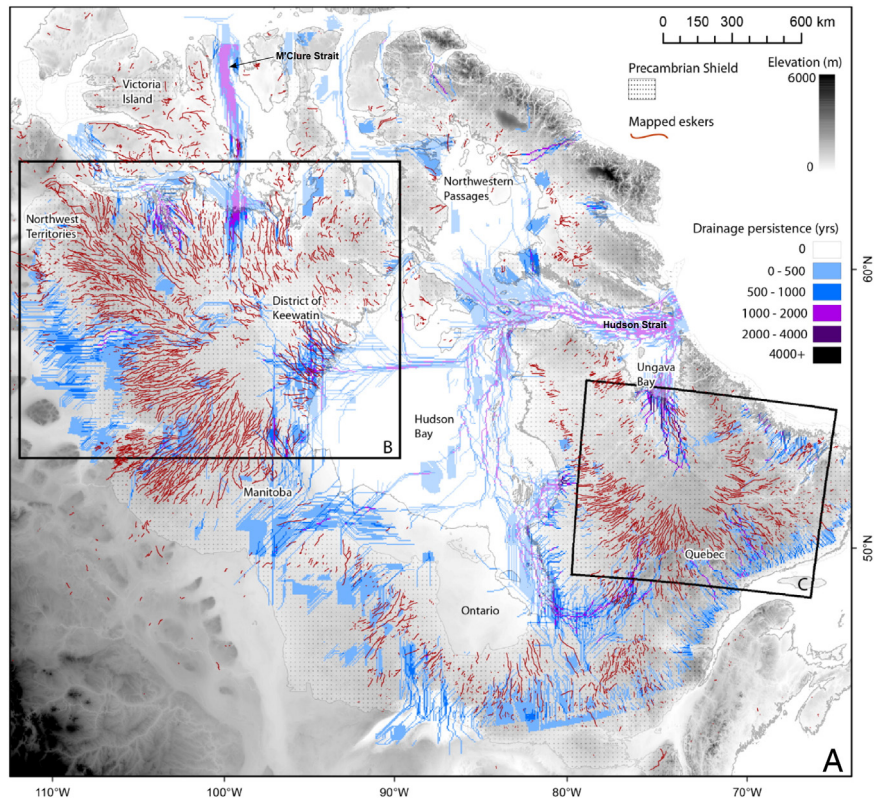 0 150 300 600 km
M'Clure Strait
Precambrian Shield
Elevation (m)
6000
0
Victoria
Island
Mapped eskers
Northwestern
Passages
Northwest
Territories
Drainage persistence (yrs)
0
0 - 500
500 - 1000
1000 - 2000
2000 - 4000
4000+
60°N
District of
Keewatin
Hudson Strait
Ungava
Bay
Hudson
Bay
B
Manitoba
50°N
Quebec
C
Ontario
A
110°W
100°W
90°W
80°W
70°W